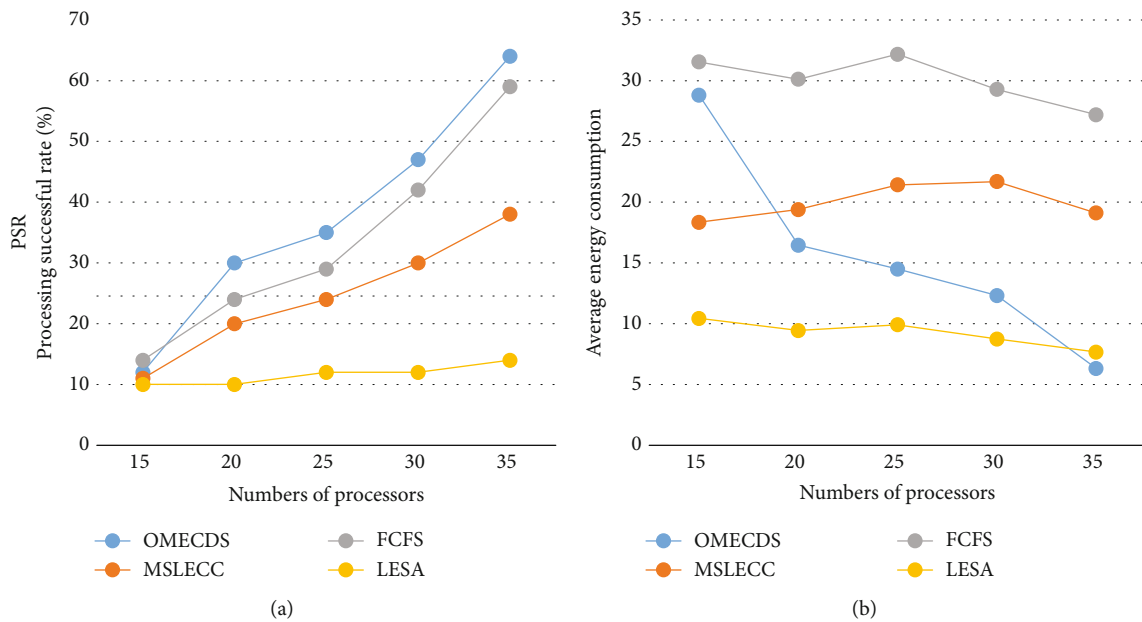 PSR
Processing successful rate (%)
70
60
50
40
30
20
10
0
15 20 25 30 35
Numbers of processors
OMECDS FCFS
MSLECC LESA
(a)
Average energy consumption
35
30
25
20
15
10
5
0
15 20 25 30 35
Numbers of processors
OMECDS FCFS
MSLECC LESA
(b)